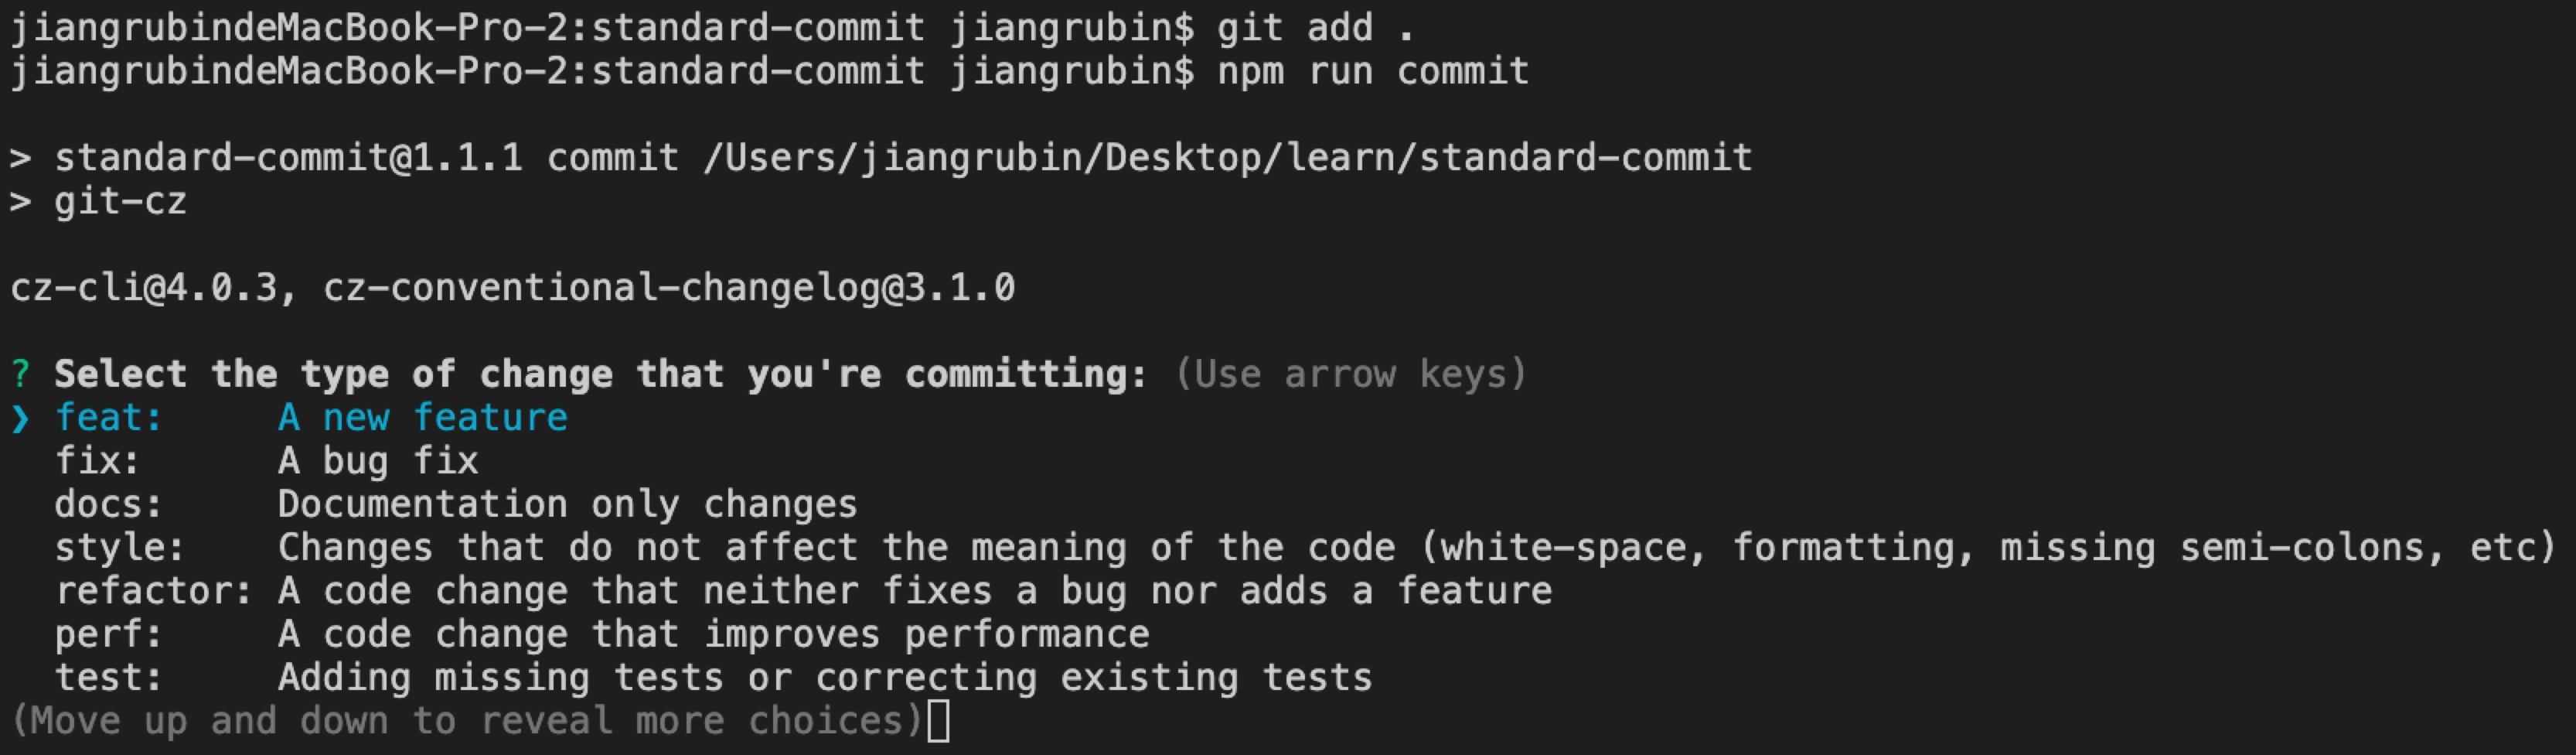 jiangrubindeMacBook-Pro-2:standard-commit jiangrubin$ git add .
jiangrubindeMacBook-Pro-2:standard-commit jiangrubin$ npm run commit
> standard-commit@1.1.1 commit /Users/jiangrubin/Desktop/learn/standard-commit
> git-cz
cz-cli@4.0.3, cz-conventional-changelog@3.1.0
? Select the type of change that you're committing: (Use arrow keys)
❯ feat:     A new feature
  fix:      A bug fix
  docs:     Documentation only changes
  style:    Changes that do not affect the meaning of the code (white-space, formatting, missing semi-colons, etc)
  refactor: A code change that neither fixes a bug nor adds a feature
  perf:     A code change that improves performance
  test:     Adding missing tests or correcting existing tests
(Move up and down to reveal more choices)